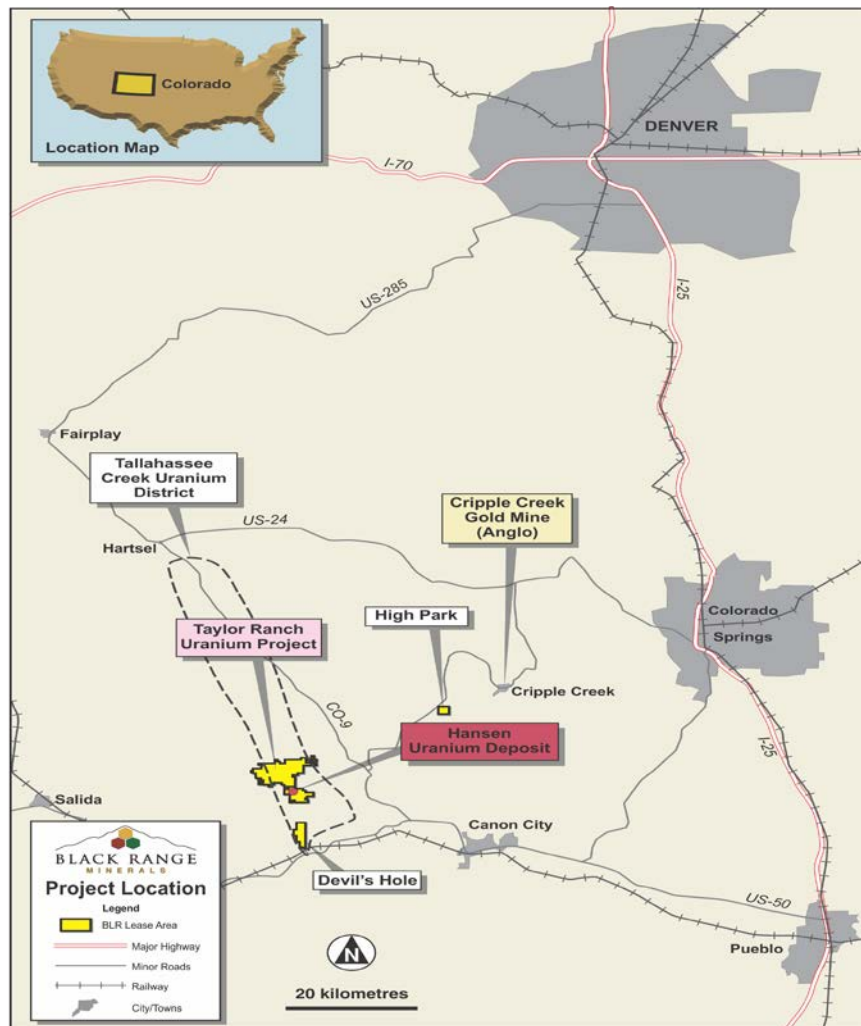 Colorado
Location Map
DENVER
I-70
US-285
I-25
Fairplay
Tallahassee
Creek Uranium
District
US-24
Hartsel
Cripple Creek
Gold Mine
(Anglo)
Taylor Ranch
Uranium Project
High Park
Colorado
Springs
Cripple Creek
CO-9
Hansen
Uranium Deposit
I-25
Salida
Canon City
Devil's Hole
US-50
Pueblo
BLACK RANGE
MINERALS
Project Location
Legend
BLR Lease Area
Major Highway
Minor Roads
Railway
City/Towns
N
20 kilometres